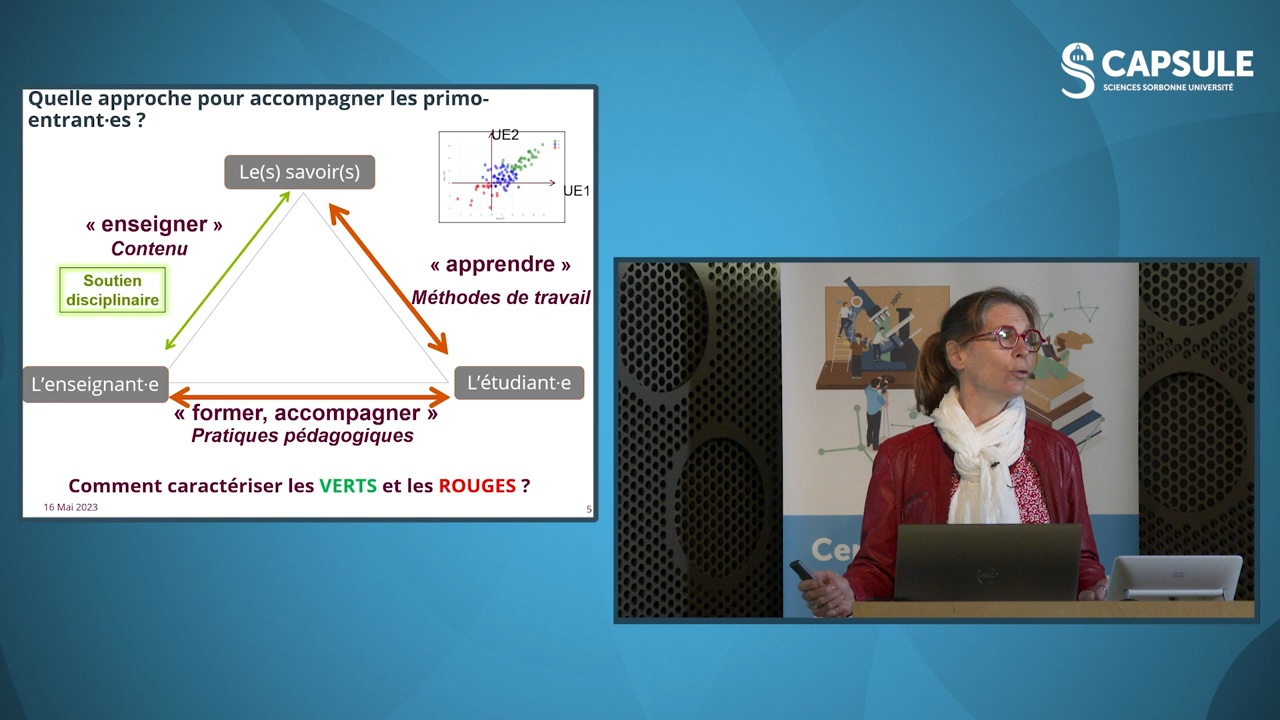 CAPSULE
SCIENCES SORBONNE UNIVERSITÉ
Quelle approche pour accompagner les primo-
entrant·es ?
UE2
Le(s) savoir(s)
UE1
« enseigner »
Contenu
« apprendre »
Soutien
disciplinaire
Méthodes de travail
L'enseignant·e
L'étudiant·e
« former, accompagner »
Pratiques pédagogiques
Comment caractériser les VERTS et les ROUGES ?
16 Mai 2023
5